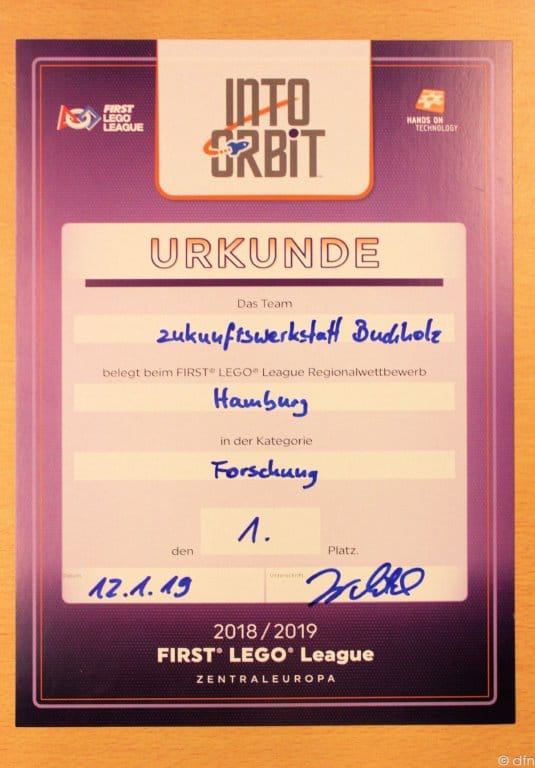 FIRST
LEGO
LEAGUE
INTO
ORBIT
HANDS ON
TECHNOLOGY
URKUNDE
Das Team
Zukunftswerkstatt Buchholz
belegt beim FIRST® LEGO® League Regionalwettbewerb
Hamburg
in der Kategorie
Forschung
den 1. Platz.
Datum Unterschrift
12.1.19
2018/2019
FIRST® LEGO® League
ZENTRALEUROPA
© dfn